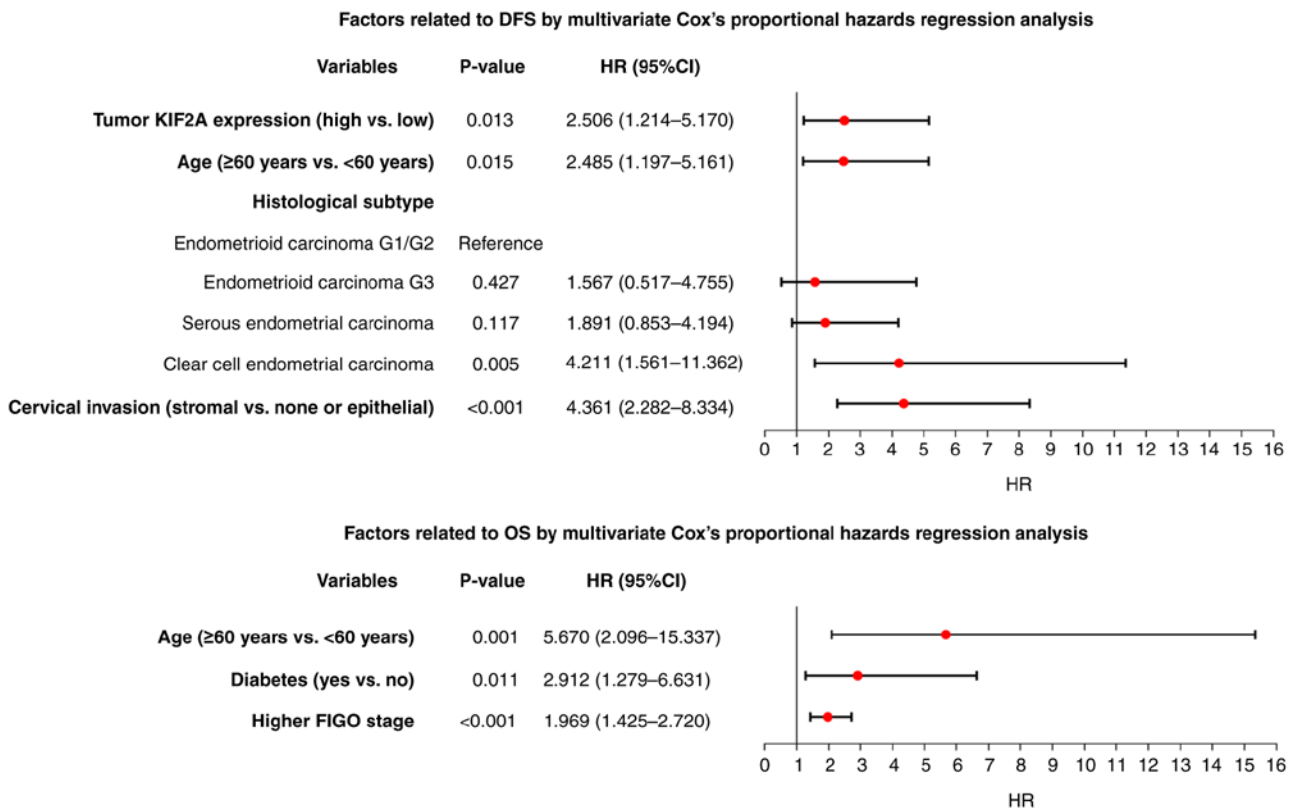 Factors related to DFS by multivariate Cox's proportional hazards regression analysis
Variables P-value HR (95%CI)
Tumor KIF2A expression (high vs. low) 0.013 2.506 (1.214–5.170)
Age (≥60 years vs. <60 years) 0.015 2.485 (1.197–5.161)
Histological subtype
Endometrioid carcinoma G1/G2 Reference
Endometrioid carcinoma G3 0.427 1.567 (0.517–4.755)
Serous endometrial carcinoma 0.117 1.891 (0.853–4.194)
Clear cell endometrial carcinoma 0.005 4.211 (1.561–11.362)
Cervical invasion (stromal vs. none or epithelial) <0.001 4.361 (2.282–8.334)
0 1 2 3 4 5 6 7 8 9 10 11 12 13 14 15 16
HR
Factors related to OS by multivariate Cox's proportional hazards regression analysis
Variables P-value HR (95%CI)
Age (≥60 years vs. <60 years) 0.001 5.670 (2.096–15.337)
Diabetes (yes vs. no) 0.011 2.912 (1.279–6.631)
Higher FIGO stage <0.001 1.969 (1.425–2.720)
0 1 2 3 4 5 6 7 8 9 10 11 12 13 14 15 16
HR